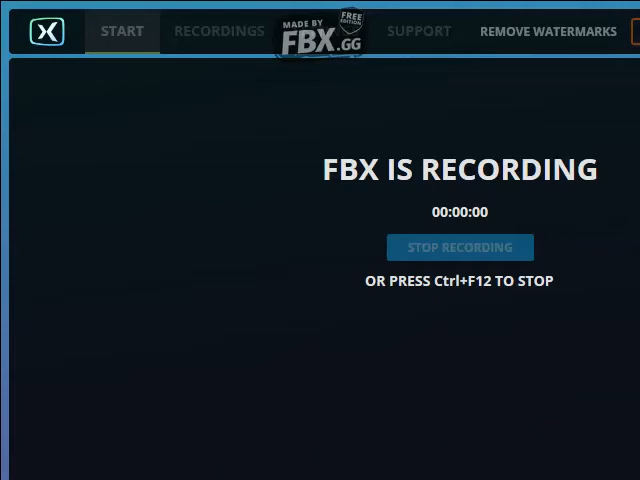 START RECORDINGS SUPPORT REMOVE WATERMARKS
MADE BY
FREE
EDITION
FBX.GG
FBX IS RECORDING
00:00:00
STOP RECORDING
OR PRESS Ctrl+F12 TO STOP